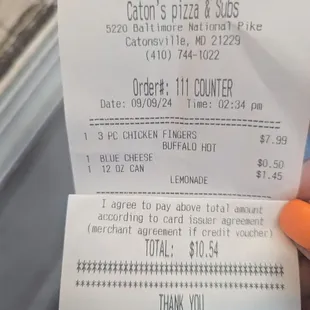 Caton's pizza & Subs
5220 Baltimore National Pike
Catonsville, MD 21229
(410) 744-1022
Order#: 111 COUNTER
Date: 09/09/24 Time: 02:34 pm
1 3 PC CHICKEN FINGERS $7.99
BUFFALO HOT
1 BLUE CHEESE $0.50
1 12 OZ CAN $1.45
LEMONADE
I agree to pay above total amount
according to card issuer agreement
(merchant agreement if credit voucher)
TOTAL: $10.54
THANK YOU